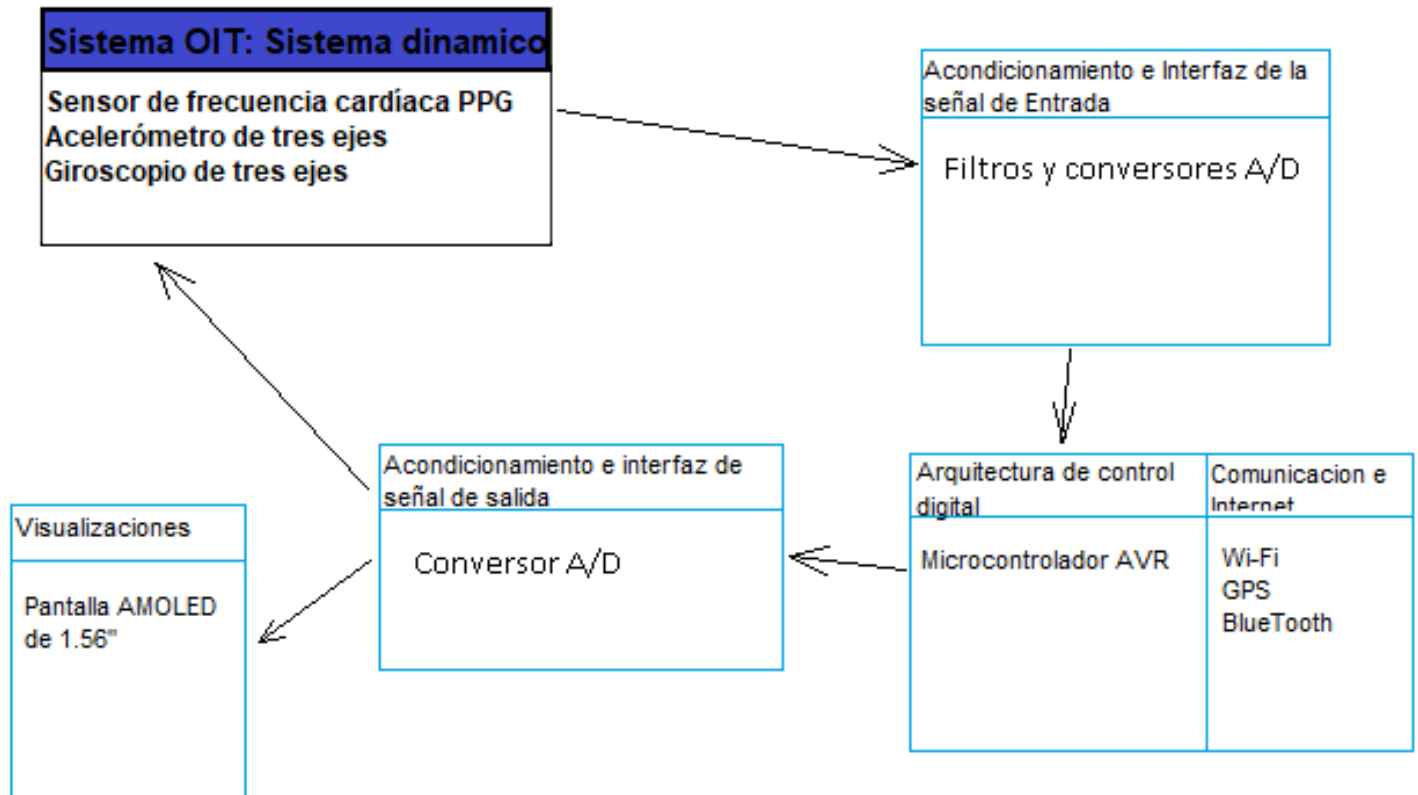 Sistema OIT: Sistema dinamico
Sensor de frecuencia cardíaca PPG
Acelerómetro de tres ejes
Giroscopio de tres ejes
Acondicionamiento e Interfaz de la
señal de Entrada
Filtros y conversores A/D
Arquitectura de control
digital
Microcontrolador AVR
Comunicacion e
Internet
Wi-Fi
GPS
BlueTooth
Acondicionamiento e interfaz de
señal de salida
Conversor A/D
Visualizaciones
Pantalla AMOLED
de 1.56"